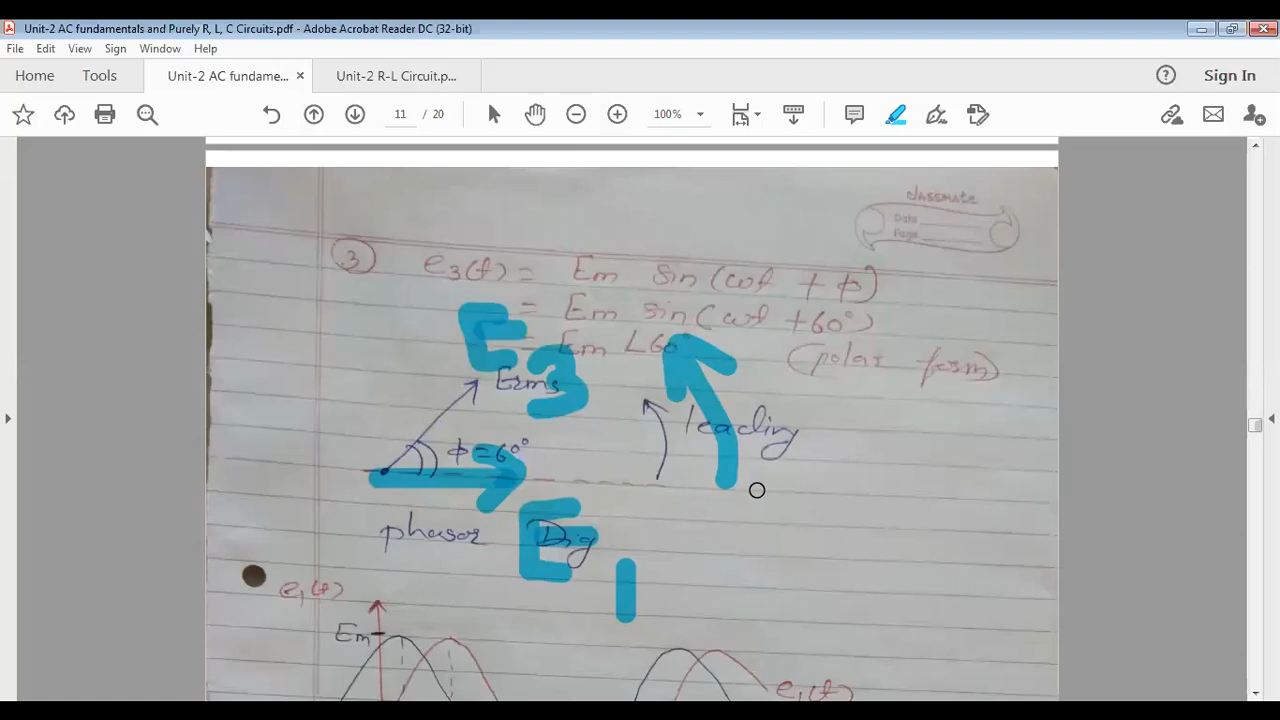 Unit-2 AC fundamentals and Purely R, L, C Circuits.pdf - Adobe Acrobat Reader DC (32-bit)
File Edit View Sign Window Help
Home Tools Unit-2 AC fundame... × Unit-2 R-L Circuit.p... Sign In
11 / 20 100%
classmate
Date
Page
3 e3(t) = Em sin(ωt + φ)
= Em sin(ωt +60°)
E = Em ∠60° (polar form)
3
Erms
leading
φ=60°
phasor Dig
E
1
e1(t)
Em
e1(t)